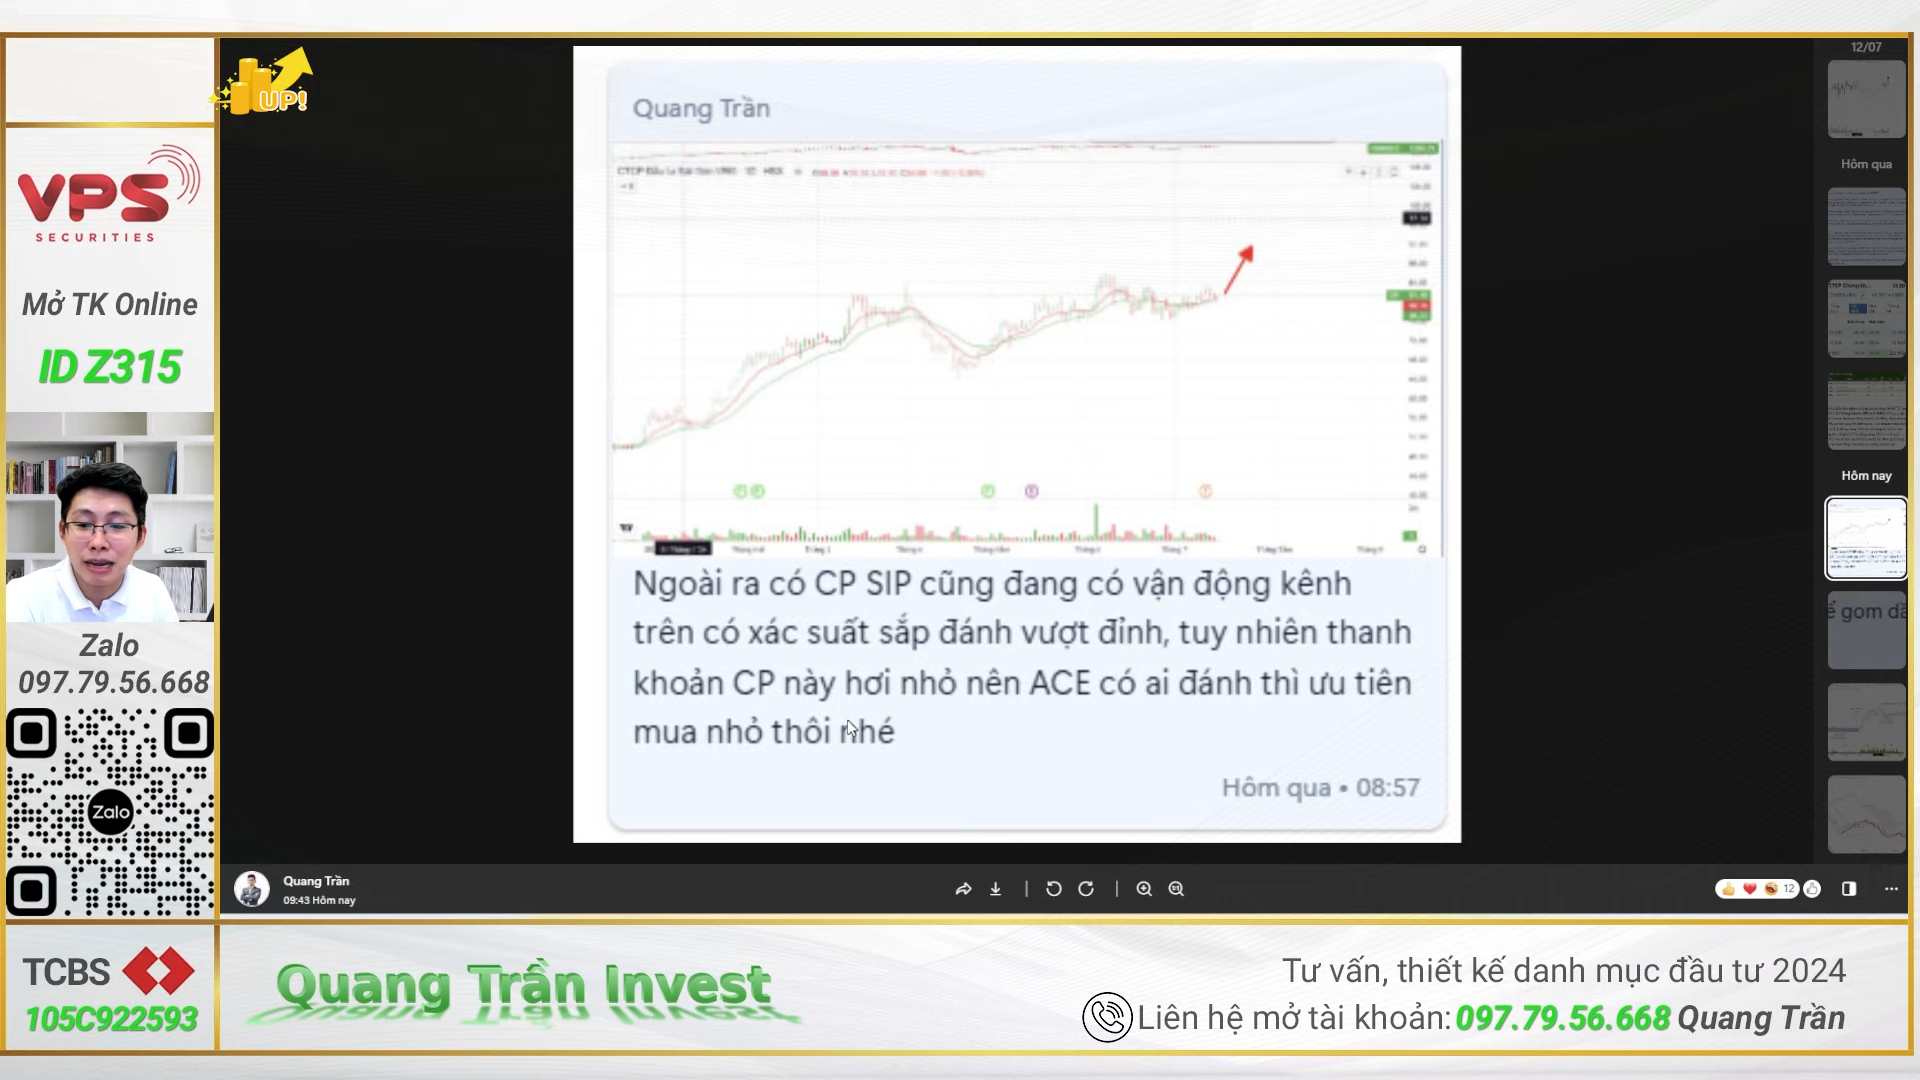 UP!
VPS
SECURITIES
Mở TK Online
ID Z315
Zalo
097.79.56.668
Zalo
TCBS
105C922593
Quang Trần
Ngoài ra có CP SIP cũng đang có vận động kênh
trên có xác suất sắp đánh vượt đỉnh, tuy nhiên thanh
khoản CP này hơi nhỏ nên ACE có ai đánh thì ưu tiên
mua nhỏ thôi nhé
Hôm qua • 08:57
Quang Trần
09:43 Hôm nay
12
12/07
Hôm qua
Hôm nay
Quang Trần Invest
Tư vấn, thiết kế danh mục đầu tư 2024
Liên hệ mở tài khoản: 097.79.56.668 Quang Trần